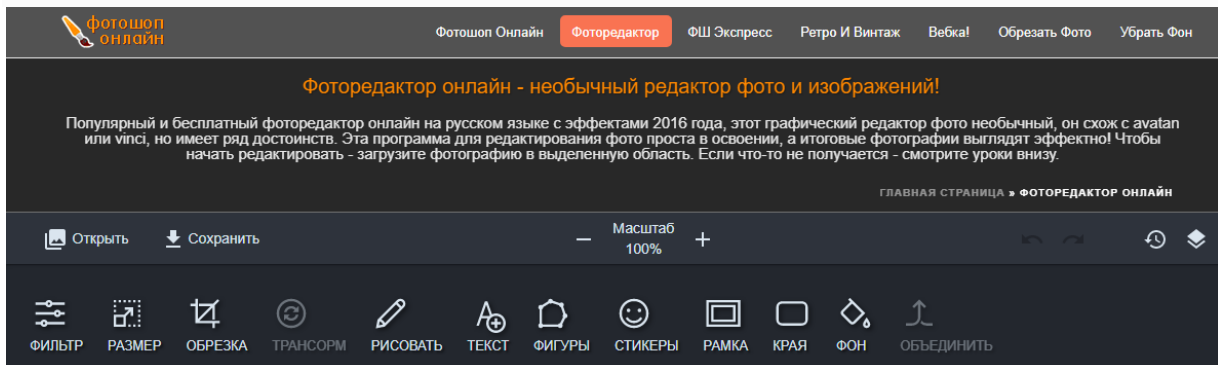 фотошоп
онлайн
Фотошоп Онлайн Фоторедактор ФШ Экспресс Ретро И Винтаж Вебка! Обрезать Фото Убрать Фон
Фоторедактор онлайн - необычный редактор фото и изображений!
Популярный и бесплатный фоторедактор онлайн на русском языке с эффектами 2016 года, этот графический редактор фото необычный, он схож с avatan
или vinci, но имеет ряд достоинств. Эта программа для редактирования фото проста в освоении, а итоговые фотографии выглядят эффектно! Чтобы
начать редактировать - загрузите фотографию в выделенную область. Если что-то не получается - смотрите уроки внизу.
ГЛАВНАЯ СТРАНИЦА » ФОТОРЕДАКТОР ОНЛАЙН
Открыть Сохранить Масштаб
100%
ФИЛЬТР РАЗМЕР ОБРЕЗКА ТРАНСОРМ РИСОВАТЬ ТЕКСТ ФИГУРЫ СТИКЕРЫ РАМКА КРАЯ ФОН ОБЪЕДИНИТЬ